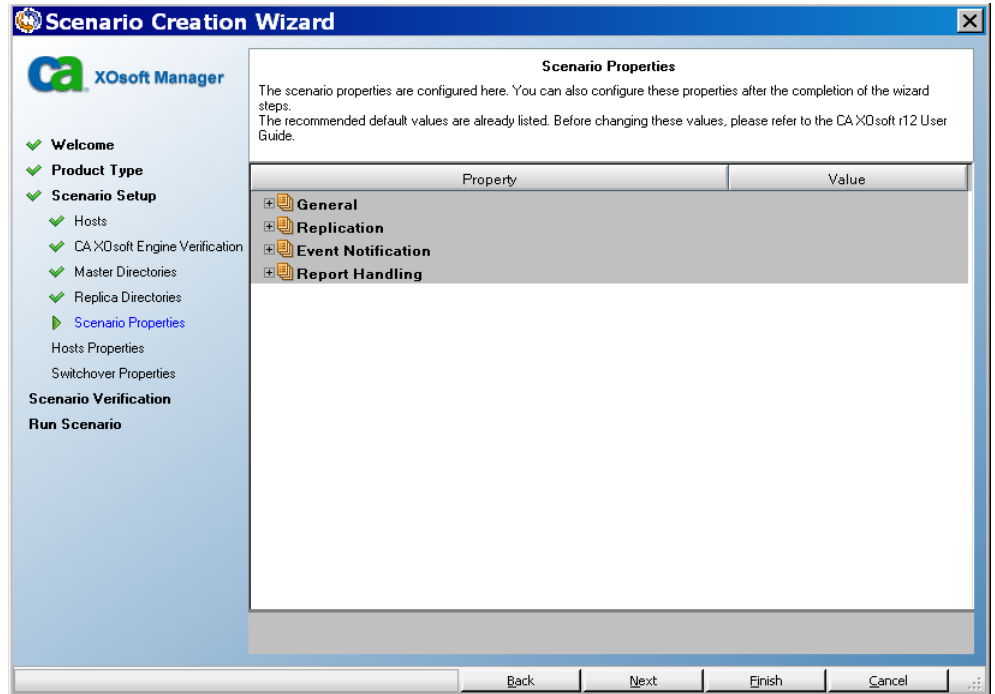 Scenario Creation Wizard
ca XOsoft Manager
Welcome
Product Type
Scenario Setup
Hosts
CA XOsoft Engine Verification
Master Directories
Replica Directories
Scenario Properties
Hosts Properties
Switchover Properties
Scenario Verification
Run Scenario
Scenario Properties
The scenario properties are configured here. You can also configure these properties after the completion of the wizard
steps.
The recommended default values are already listed. Before changing these values, please refer to the CA XOsoft r12 User
Guide.
Property Value
General
Replication
Event Notification
Report Handling
Back Next Finish Cancel